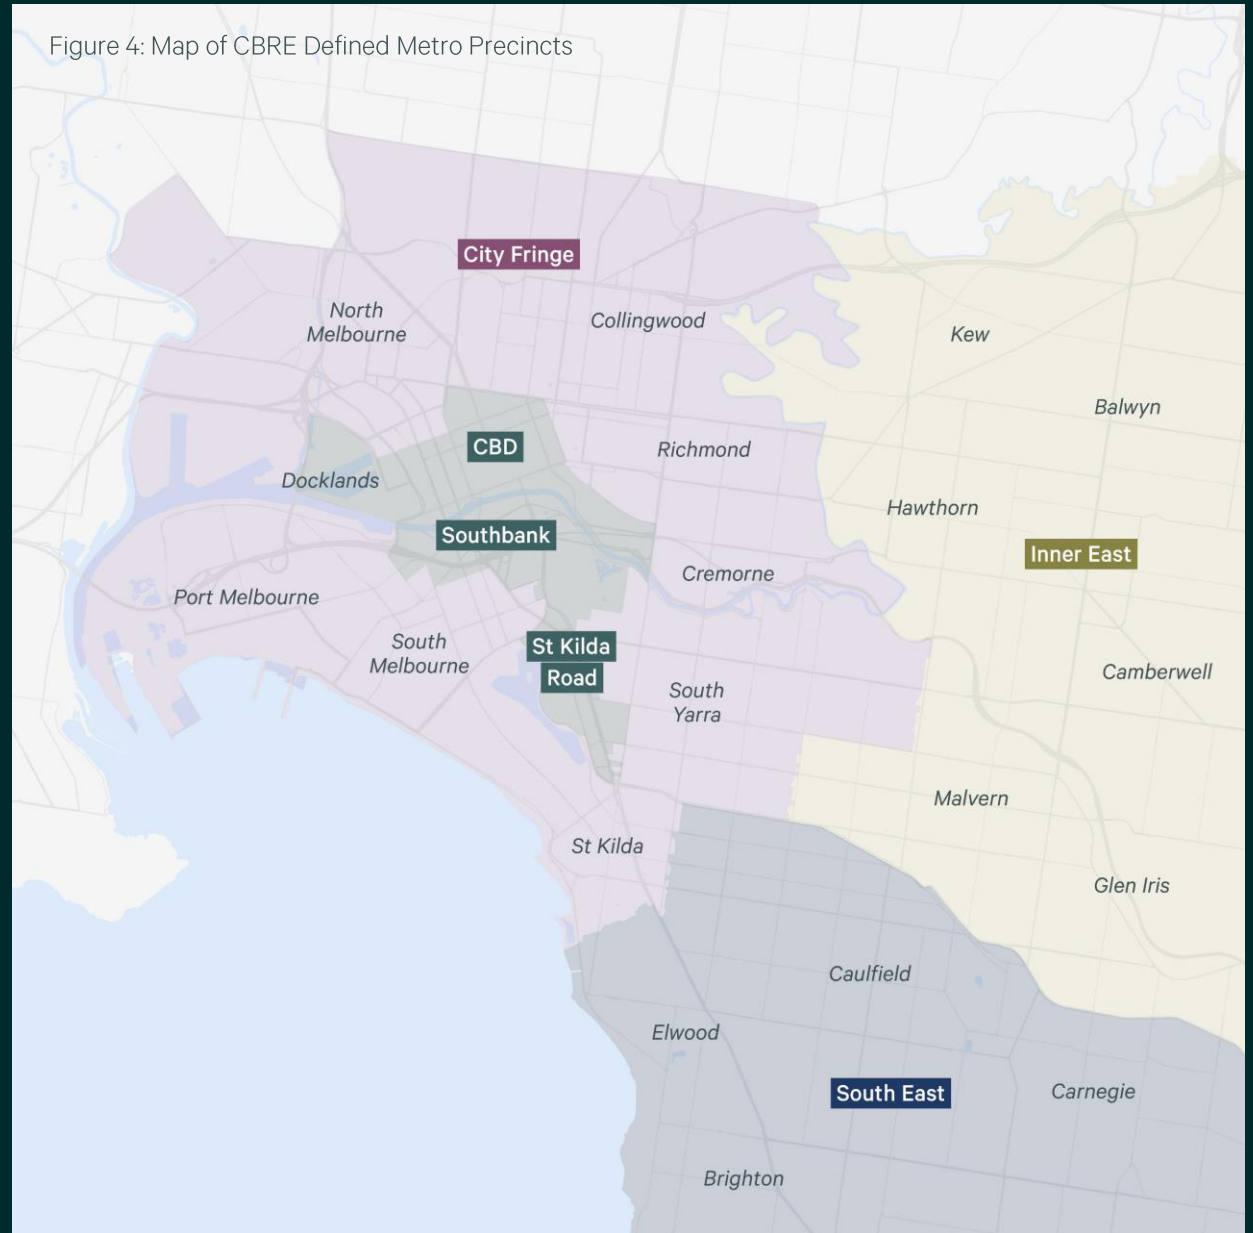 Figure 4: Map of CBRE Defined Metro Precincts
City Fringe
North
Melbourne
Collingwood
Kew
Balwyn
CBD
Richmond
Docklands
Hawthorn
Southbank
Inner East
Cremorne
Port Melbourne
South
Melbourne
St Kilda
Road
Camberwell
South
Yarra
Malvern
St Kilda
Glen Iris
Caulfield
Elwood
South East
Carnegie
Brighton